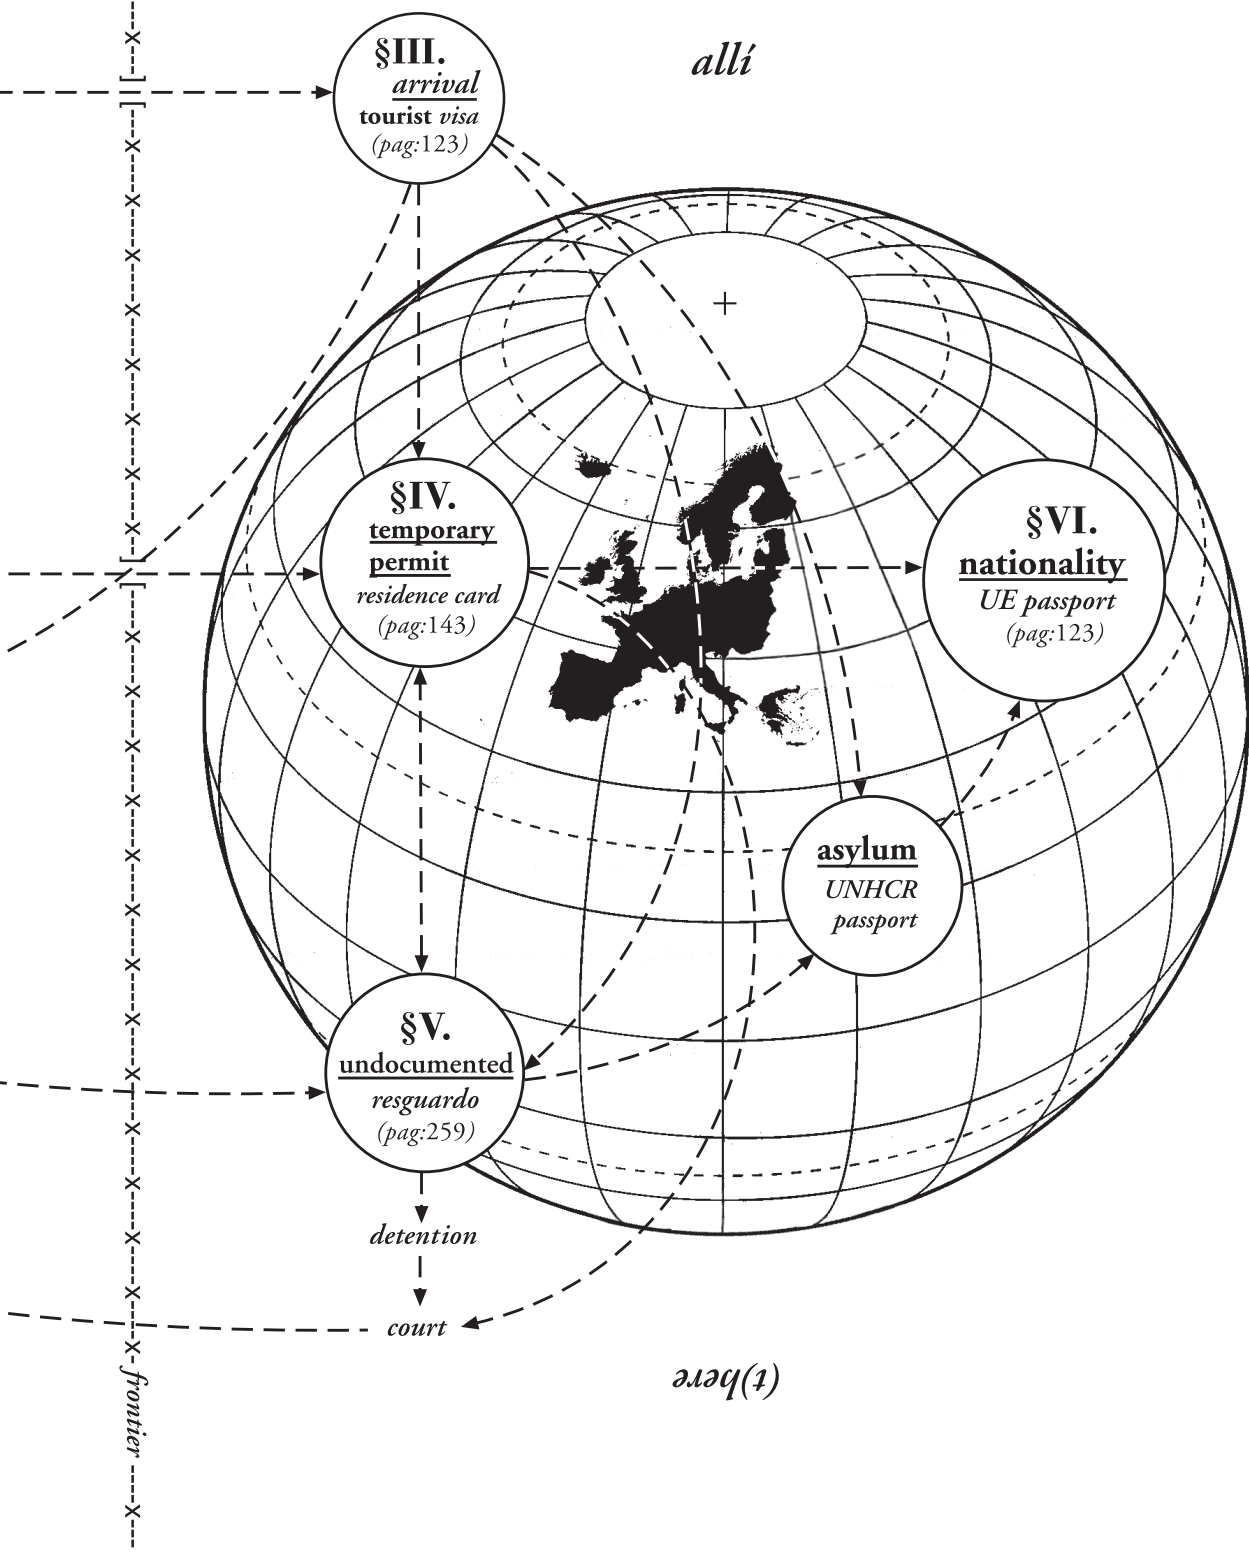 allí
§III.
arrival
tourist visa
(pag:123)
§IV.
temporary
permit
residence card
(pag:143)
§VI.
nationality
UE passport
(pag:123)
asylum
UNHCR
passport
§V.
undocumented
resguardo
(pag:259)
detention
court
(t)here
frontier